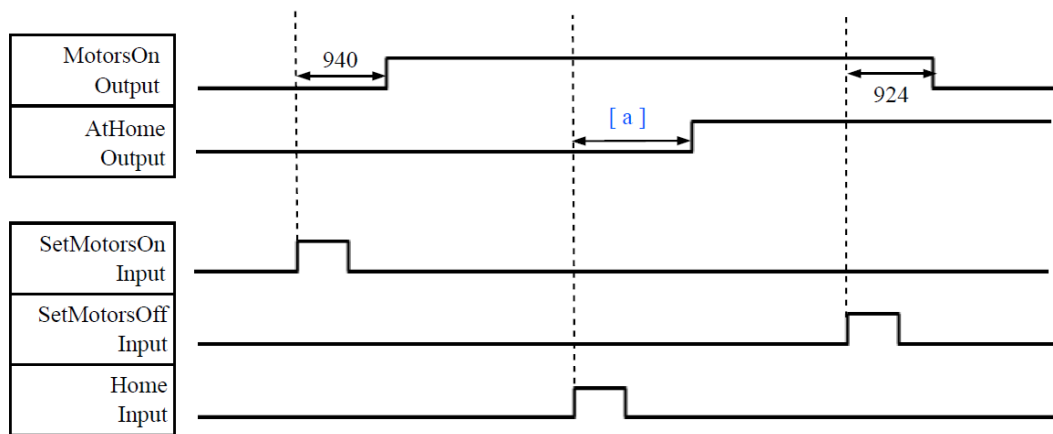 MotorsOn
Output
940
924
AtHome
Output
[ a ]
SetMotorsOn
Input
SetMotorsOff
Input
Home
Input